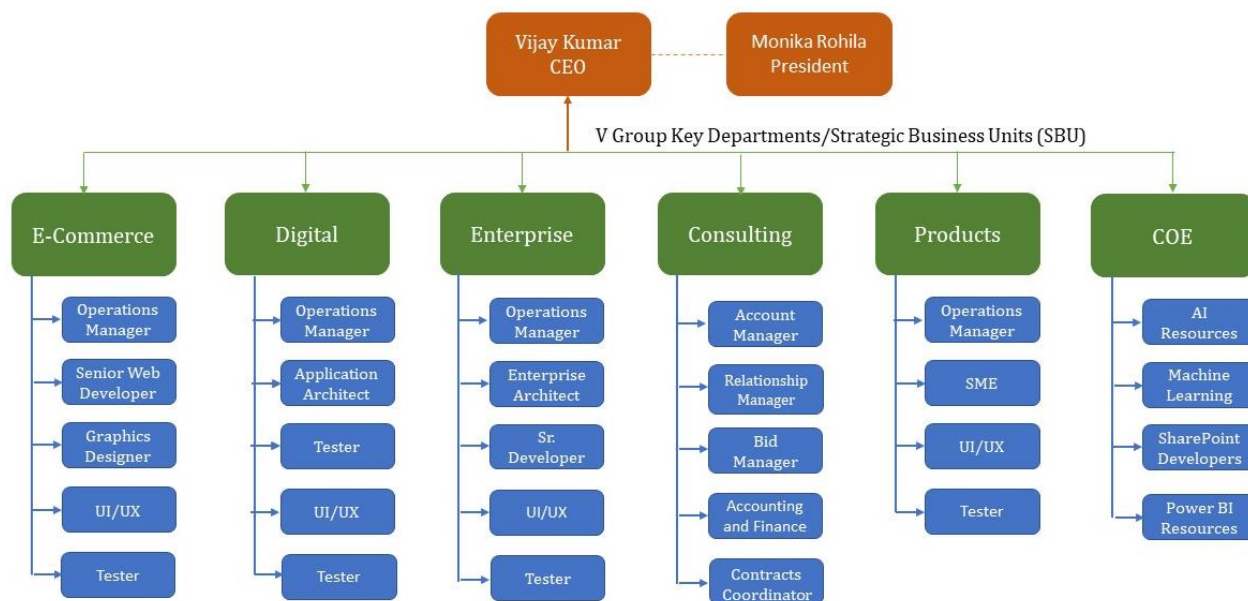 Vijay Kumar
CEO
Monika Rohila
President
V Group Key Departments/Strategic Business Units (SBU)
E-Commerce
Digital
Enterprise
Consulting
Products
COE
Operations
Manager
Senior Web
Developer
Graphics
Designer
UI/UX
Tester
Operations
Manager
Application
Architect
Tester
UI/UX
Tester
Operations
Manager
Enterprise
Architect
Sr.
Developer
UI/UX
Tester
Account
Manager
Relationship
Manager
Bid
Manager
Accounting
and Finance
Contracts
Coordinator
Operations
Manager
SME
UI/UX
Tester
AI
Resources
Machine
Learning
SharePoint
Developers
Power BI
Resources